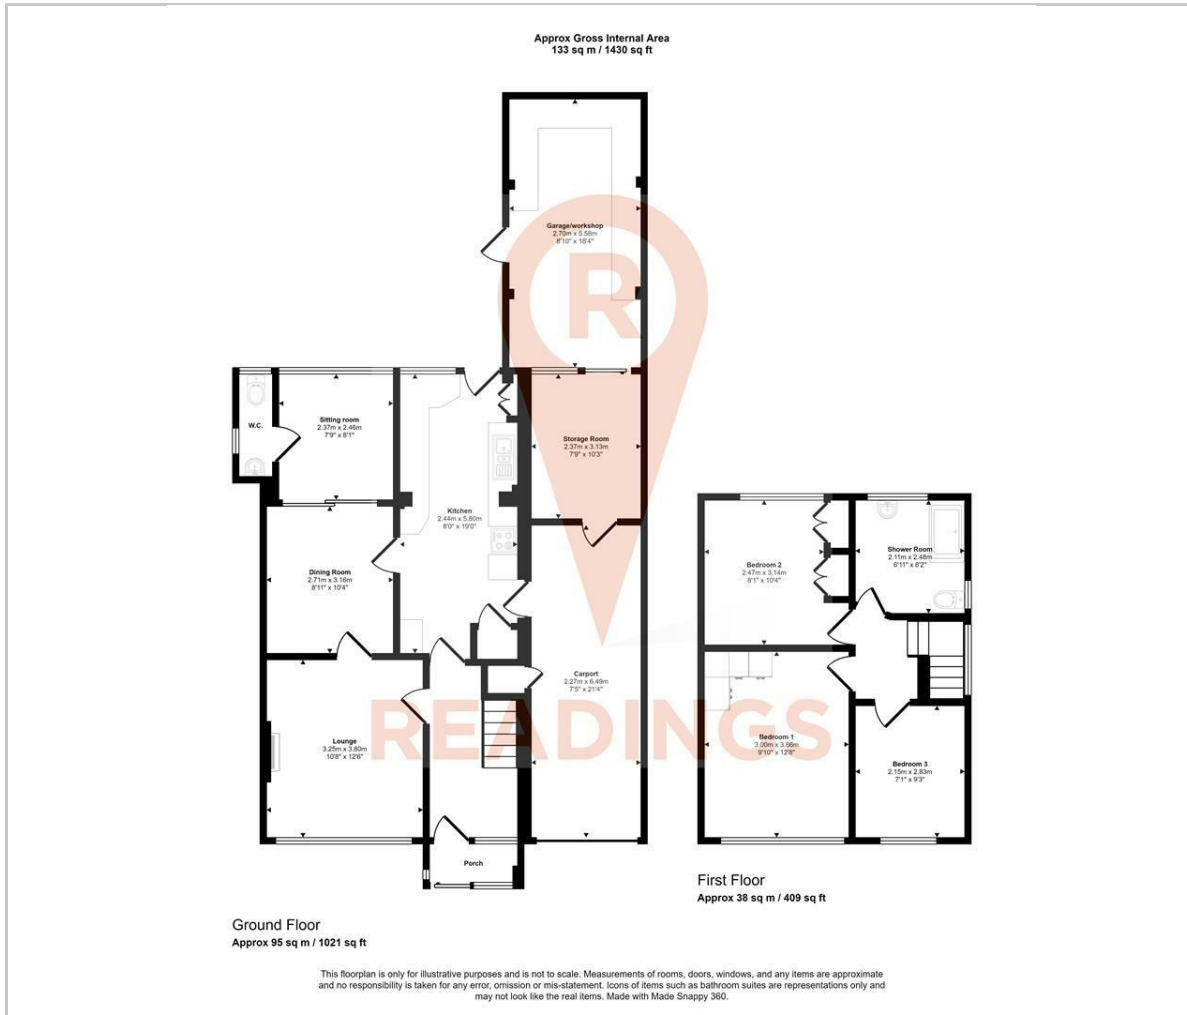 Approx Gross Internal Area
133 sq m / 1430 sq ft
Garage/workshop
2.70m x 5.58m
8'10" x 18'4"
R
Sitting room
2.37m x 2.46m
7'9" x 8'1"
W.C.
Storage Room
2.37m x 3.13m
7'9" x 10'3"
Kitchen
2.44m x 5.80m
8'0" x 19'0"
Dining Room
2.71m x 3.16m
8'11" x 10'4"
Shower Room
2.11m x 2.48m
6'11" x 8'2"
Bedroom 2
2.47m x 3.14m
8'1" x 10'4"
Carport
2.27m x 6.49m
7'5" x 21'4"
READINGS
Lounge
3.25m x 3.80m
10'8" x 12'6"
Bedroom 1
3.00m x 3.86m
9'10" x 12'8"
Bedroom 3
2.15m x 2.83m
7'1" x 9'3"
Porch
First Floor
Approx 38 sq m / 409 sq ft
Ground Floor
Approx 95 sq m / 1021 sq ft
This floorplan is only for illustrative purposes and is not to scale. Measurements of rooms, doors, windows, and any items are approximate
and no responsibility is taken for any error, omission or mis-statement. Icons of items such as bathroom suites are representations only and
may not look like the real items. Made with Made Snappy 360.